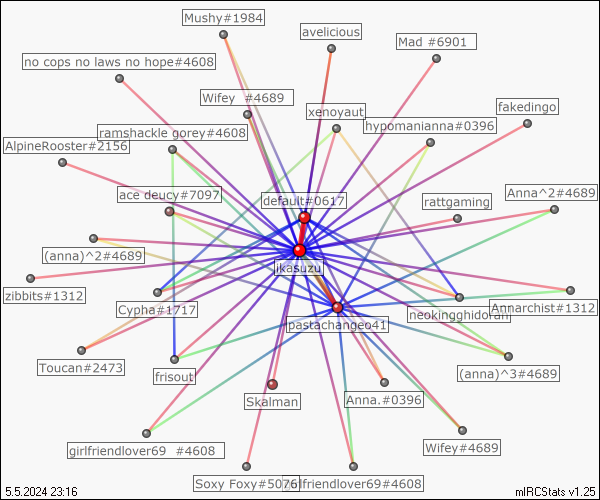 Mushy#1984
avelicious
Mad #6901
no cops no laws no hope#4608
Wifey #4689
fakedingo
xenoyaut
hypomanianna#0396
ramshackle gorey#4608
AlpineRooster#2156
ace deucy#7097
default#0617
rattgaming
Anna^2#4689
(anna)^2#4689
ikasuzu
zibbits#1312
Cypha#1717
neokingghidorah
Annarchist#1312
pastachangeo41
Toucan#2473
frisout
(anna)^3#4689
Skalman
Anna.#0396
girlfriendlover69 #4608
Wifey#4689
Soxy Foxy#5076
girlfriendlover69#4608
5.5.2024 23:16
mIRCStats v1.25